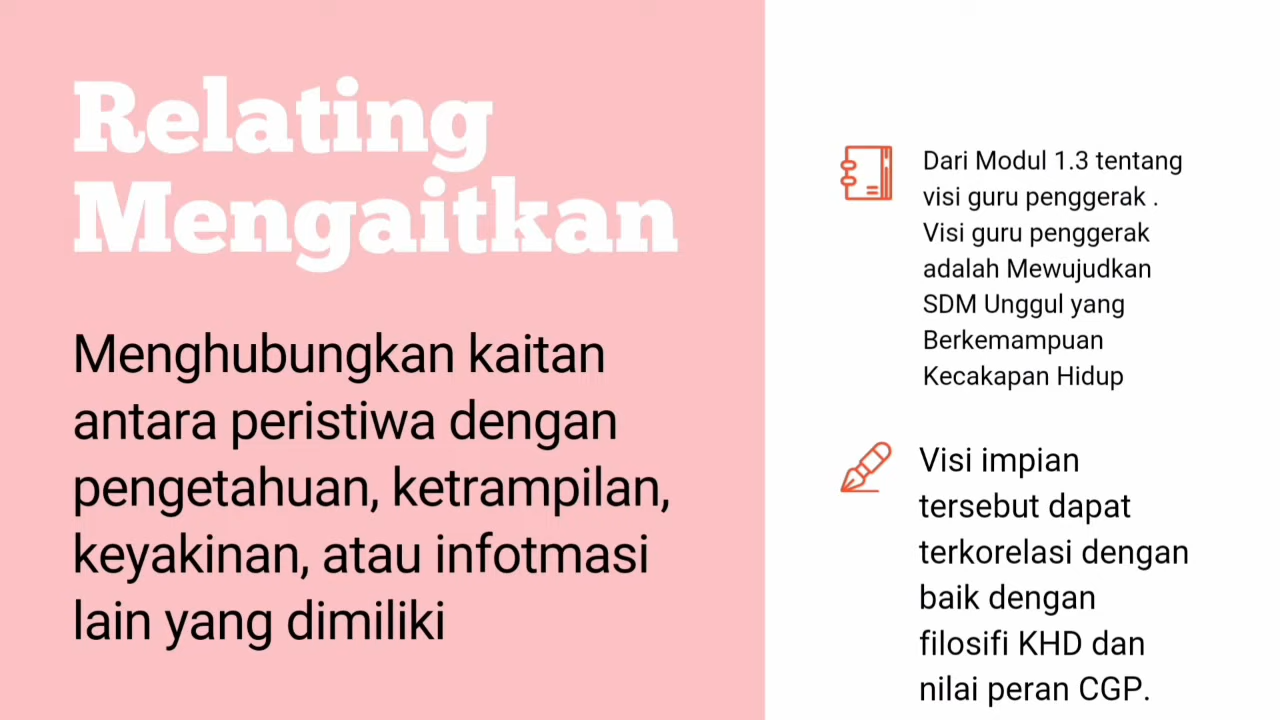 Relating
Mengaitkan
Menghubungkan kaitan
antara peristiwa dengan
pengetahuan, ketrampilan,
keyakinan, atau infotmasi
lain yang dimiliki
Dari Modul 1.3 tentang
visi guru penggerak .
Visi guru penggerak
adalah Mewujudkan
SDM Unggul yang
Berkemampuan
Kecakapan Hidup
Visi impian
tersebut dapat
terkorelasi dengan
baik dengan
filosifi KHD dan
nilai peran CGP.